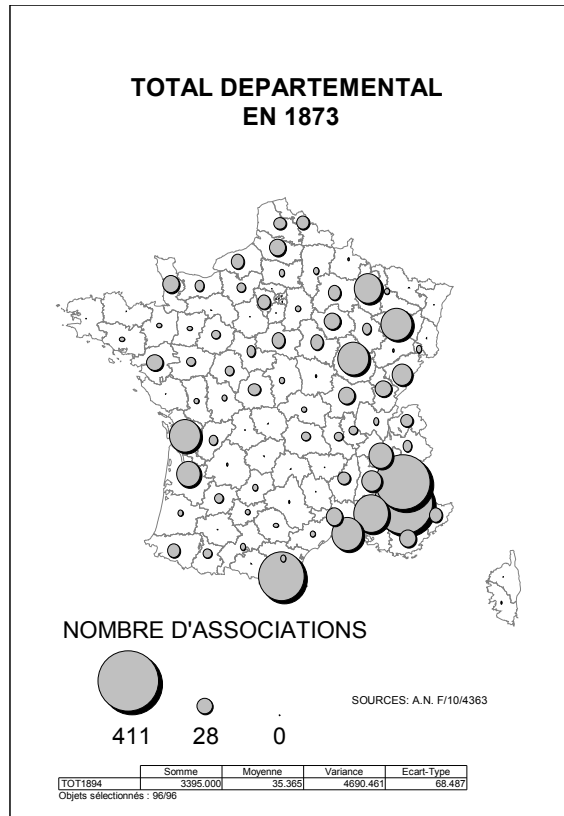 TOTAL DEPARTEMENTAL
EN 1873
NOMBRE D'ASSOCIATIONS
SOURCES: A.N. F/10/4363
411 28 0
Somme Moyenne Variance Ecart-Type
TOT1894 3395.000 35.365 4690.461 68.487
Objets sélectionnés : 96/96